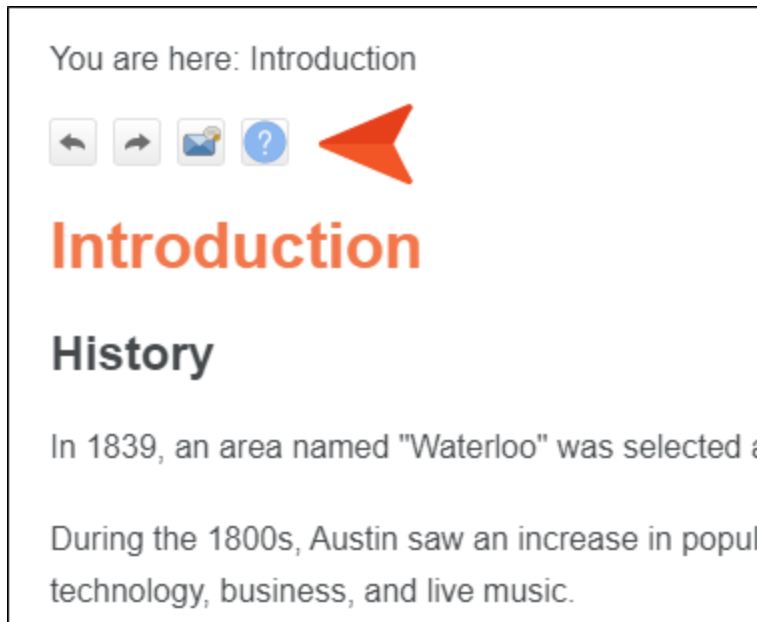 You are here: Introduction
?
Introduction
History
In 1839, an area named "Waterloo" was selected
During the 1800s, Austin saw an increase in
technology, business, and live music.